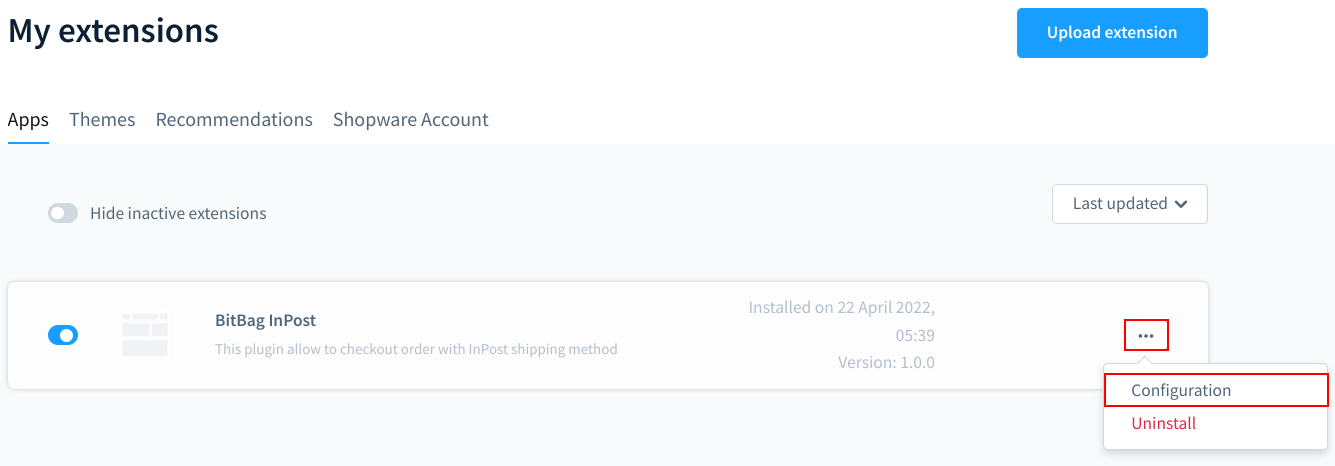 My extensions
Upload extension
Apps Themes Recommendations Shopware Account
Hide inactive extensions
Last updated
BitBag InPost
This plugin allow to checkout order with InPost shipping method
Installed on 22 April 2022,
05:39
Version: 1.0.0
Configuration
Uninstall